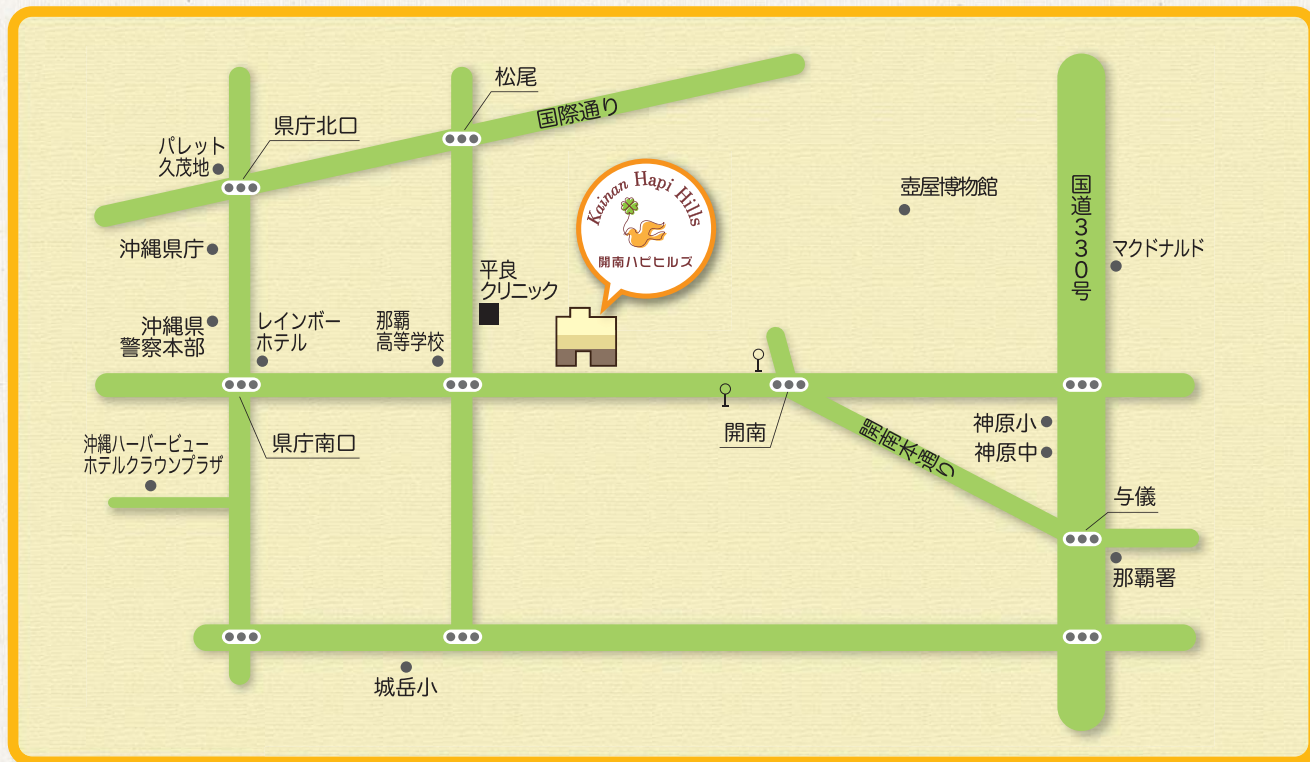 松尾
国際通り
県庁北口
パレット
久茂地
Kainan Hapi Hills
開南ハピヒルズ
壺屋博物館
国道330号
マクドナルド
沖縄県庁
平良
クリニック
沖縄県
警察本部
レインボー
ホテル
那覇
高等学校
県庁南口
開南
開南本通り
神原小
神原中
沖縄ハーバービュー
ホテルクラウンプラザ
与儀
那覇署
城岳小